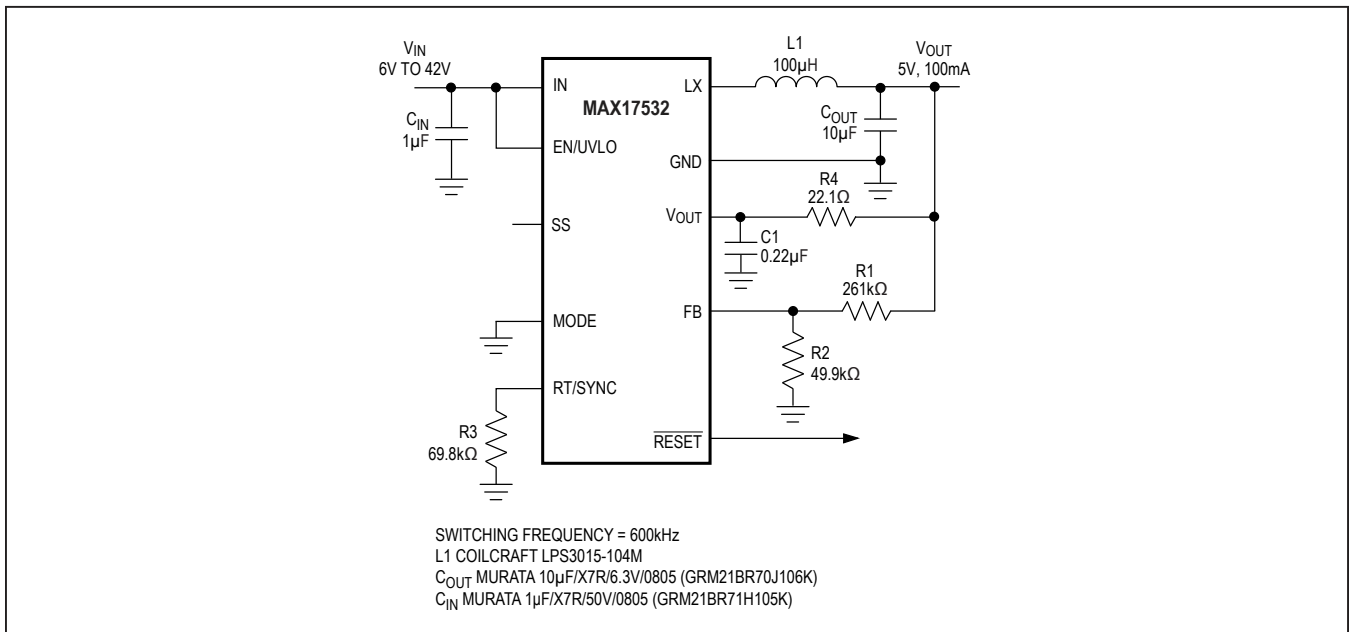 VIN
6V TO 42V
CIN
1µF
IN
EN/UVLO
SS
MODE
RT/SYNC
R3
69.8kΩ
MAX17532
LX
GND
VOUT
FB
RESET
L1
100µH
VOUT
5V, 100mA
COUT
10µF
R4
22.1Ω
C1
0.22µF
R1
261kΩ
R2
49.9kΩ
SWITCHING FREQUENCY = 600kHz
L1 COILCRAFT LPS3015-104M
COUT MURATA 10µF/X7R/6.3V/0805 (GRM21BR70J106K)
CIN MURATA 1µF/X7R/50V/0805 (GRM21BR71H105K)